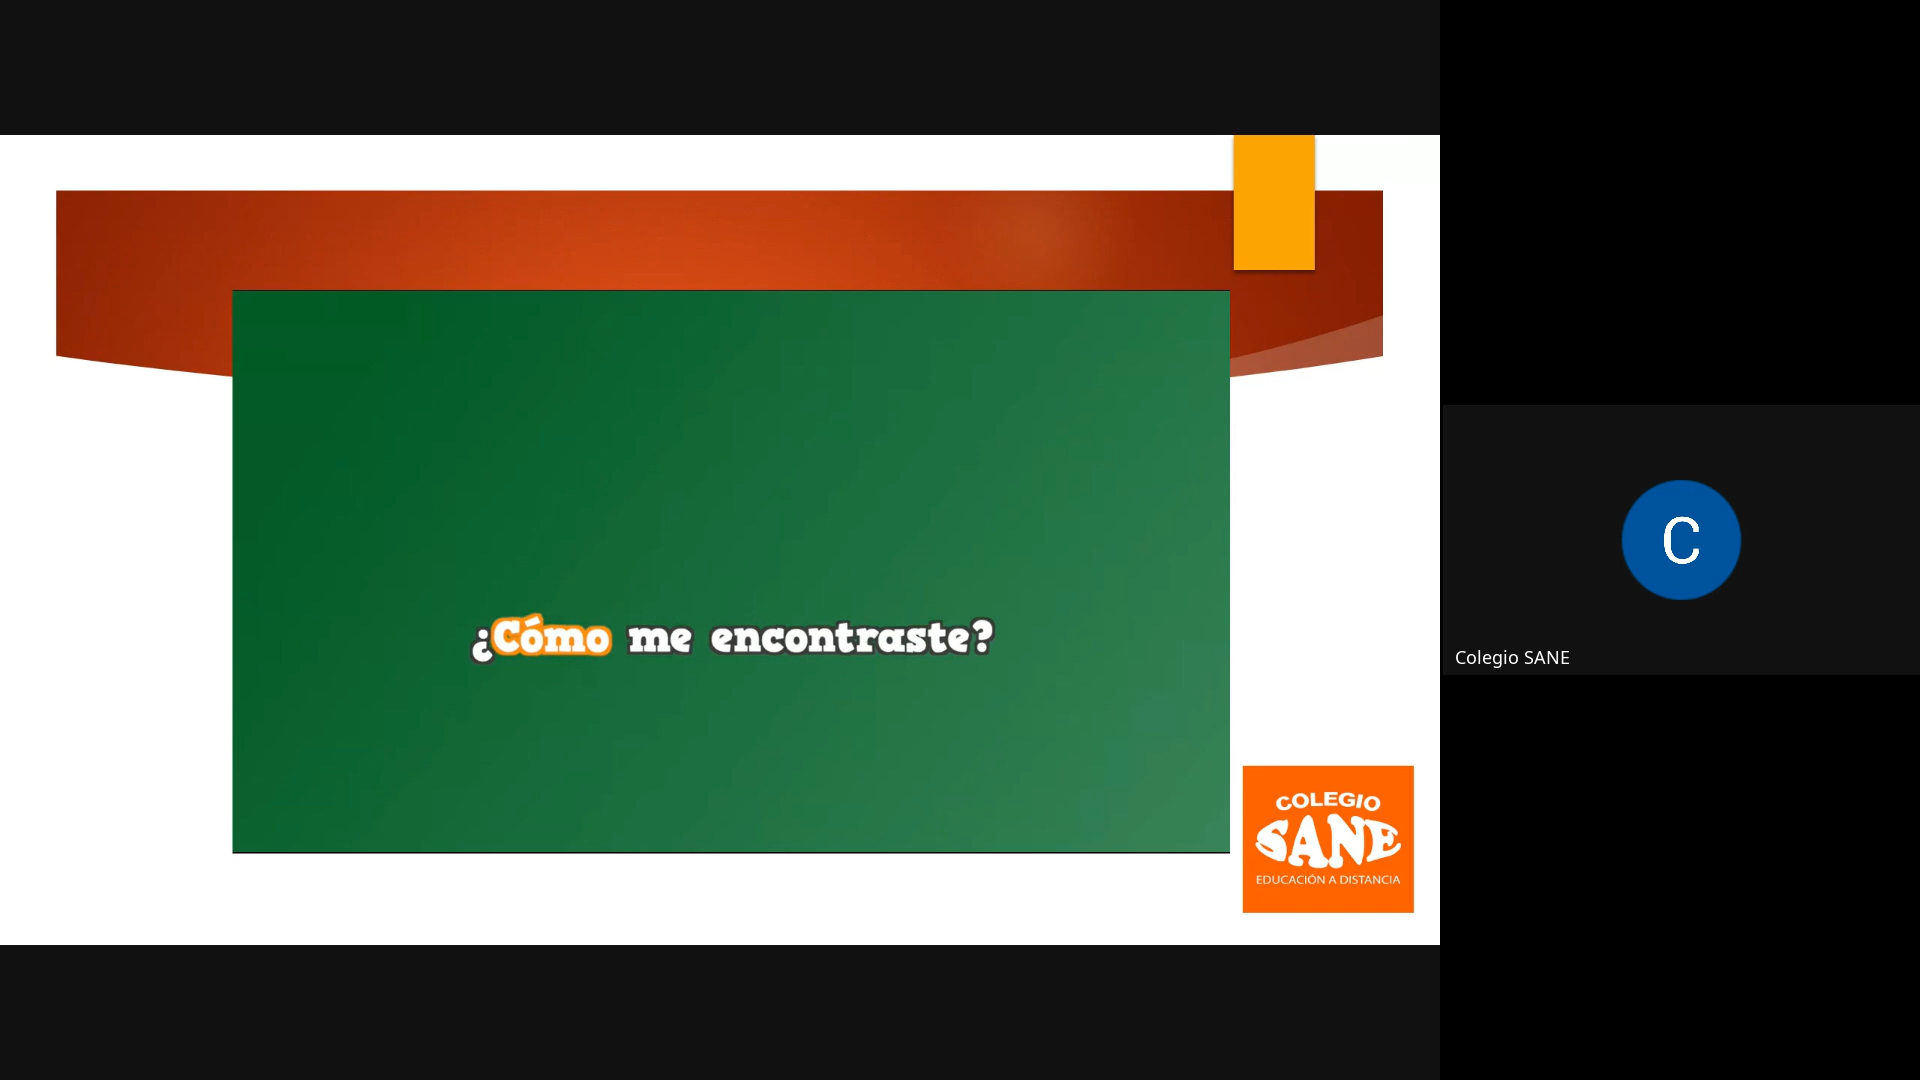 ¿Cómo me encontraste?
COLEGIO
SANE
EDUCACIÓN A DISTANCIA
C
Colegio SANE